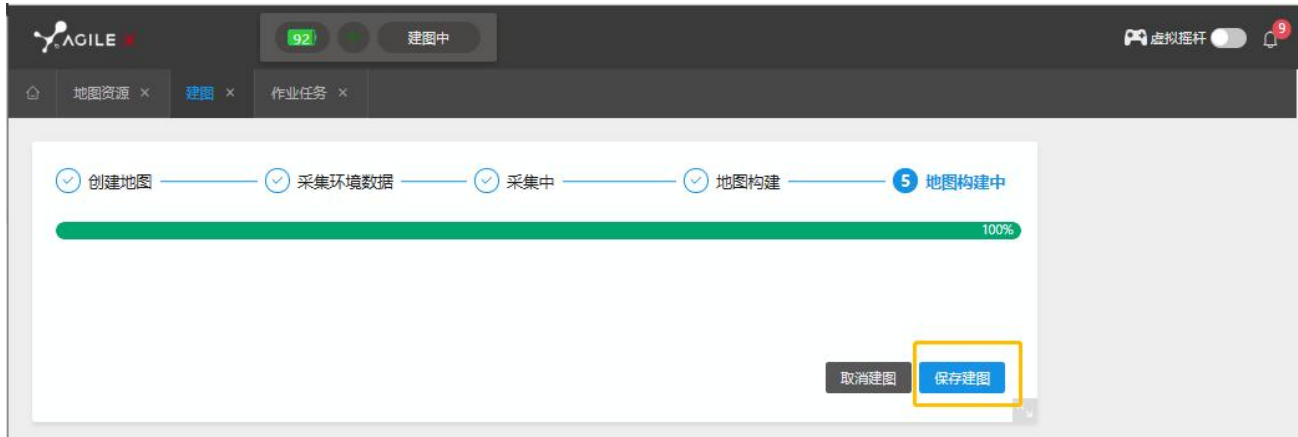 AGILE X
92
建图中
虚拟摇杆
9
地图资源 ×
建图 ×
作业任务 ×
创建地图
采集环境数据
采集中
地图构建
5 地图构建中
100%
取消建图
保存建图